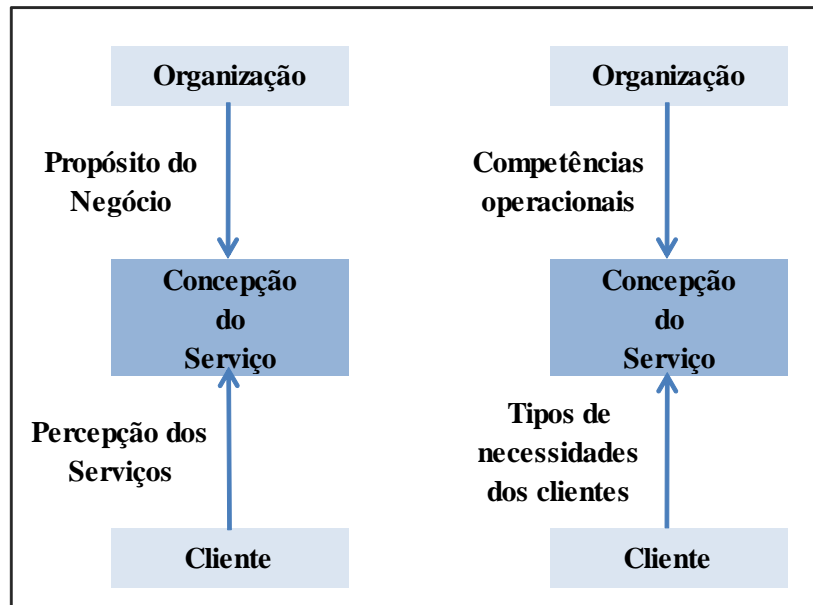 Organização
Propósito do
Negócio
Concepção
do
Serviço
Percepção dos
Serviços
Cliente
Organização
Competências
operacionais
Concepção
do
Serviço
Tipos de
necessidades
dos clientes
Cliente